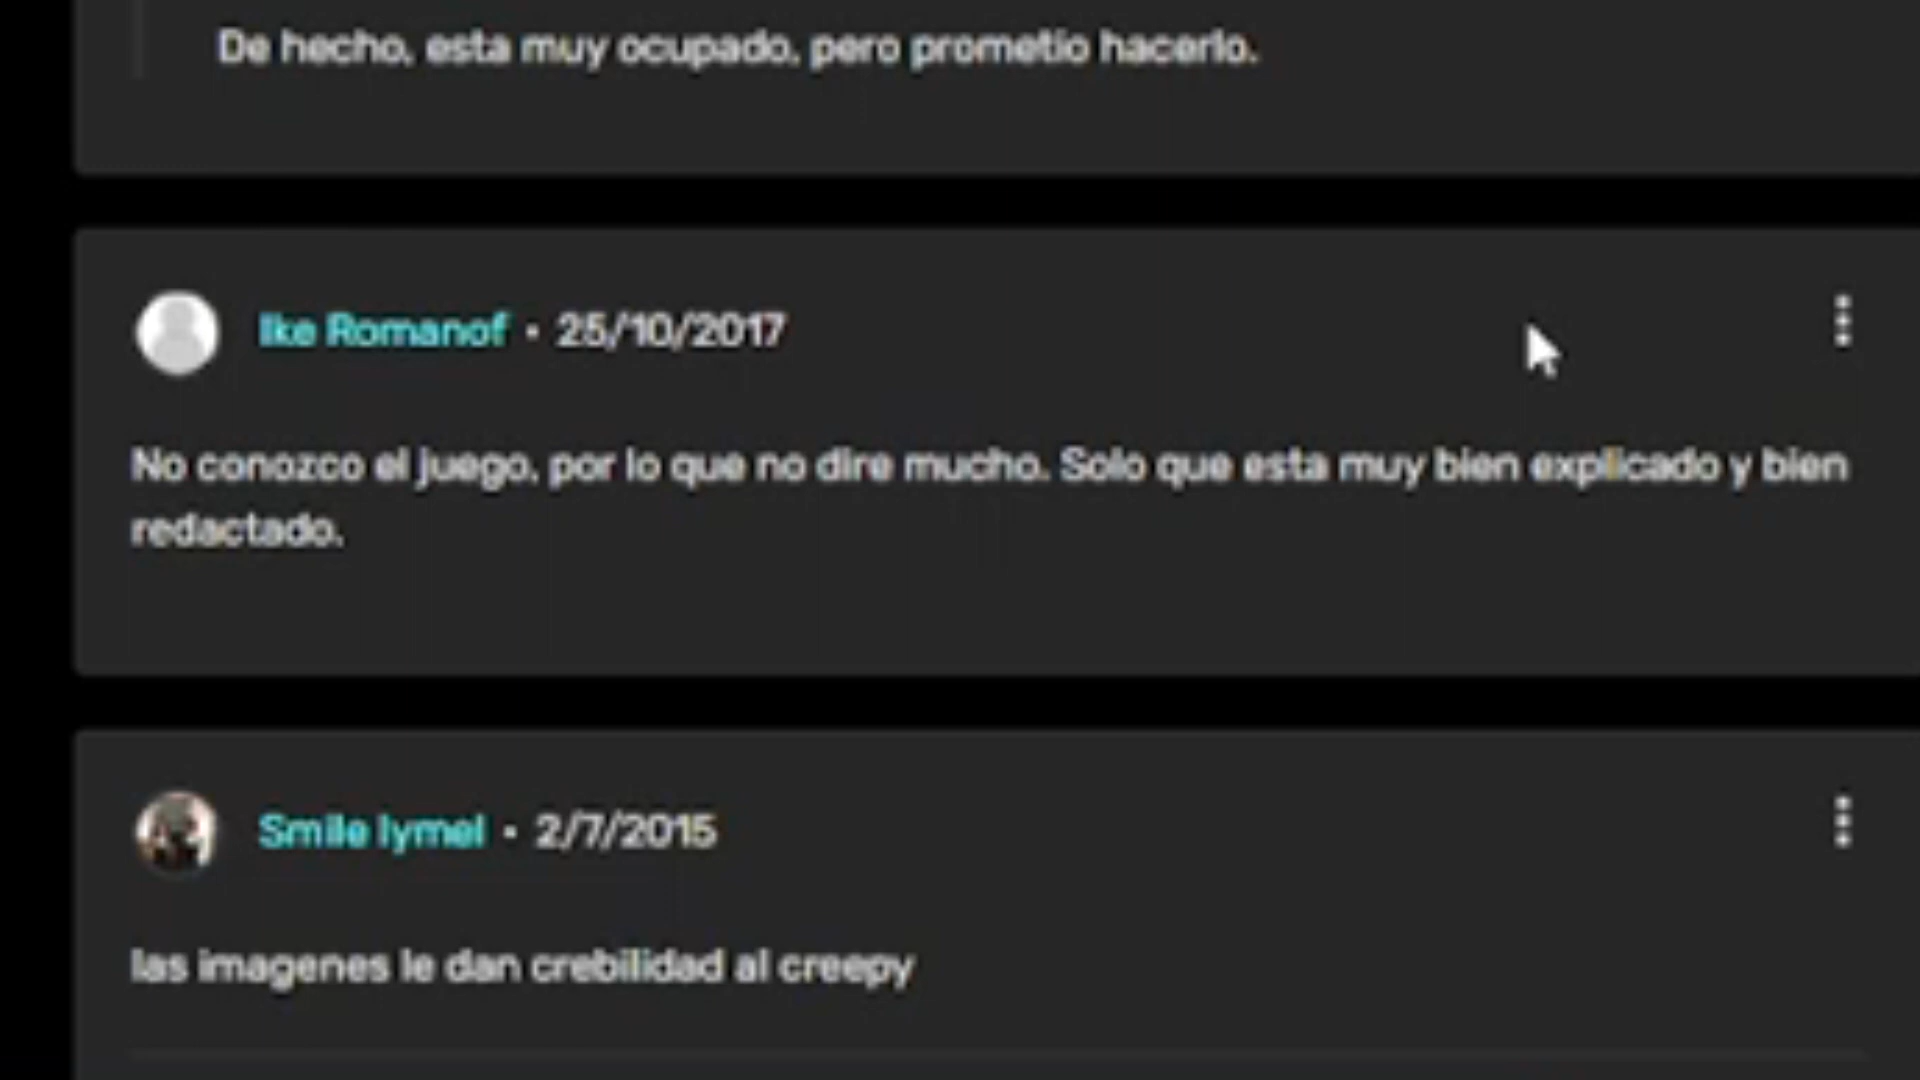 De hecho, esta muy ocupado, pero prometio hacerlo.
Ike Romanof • 25/10/2017
No conozco el juego, por lo que no dire mucho. Solo que esta muy bien explicado y bien
redactado.
Smile lymel • 2/7/2015
las imagenes le dan crebilidad al creepy